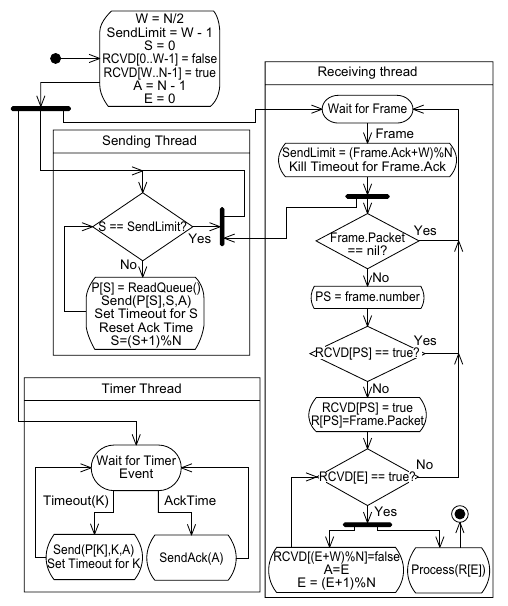 W = N/2
SendLimit = W - 1
S = 0
RCVD[0..W-1] = false
RCVD[W..N-1] = true
A = N - 1
E = 0
Receiving thread
Wait for Frame
Frame
SendLimit = (Frame.Ack+W)%N
Kill Timeout for Frame.Ack
Frame.Packet
== nil?
Yes
No
PS = frame.number
RCVD[PS] == true?
Yes
No
RCVD[PS] = true
R[PS]=Frame.Packet
RCVD[E] == true?
No
Yes
RCVD[(E+W)%N]=false
A=E
E = (E+1)%N
Process(R[E])
Sending Thread
S == SendLimit?
Yes
No
P[S] = ReadQueue()
Send(P[S],S,A)
Set Timeout for S
Reset Ack Time
S=(S+1)%N
Timer Thread
Wait for Timer
Event
Timeout(K)
AckTime
Send(P[K],K,A)
Set Timeout for K
SendAck(A)